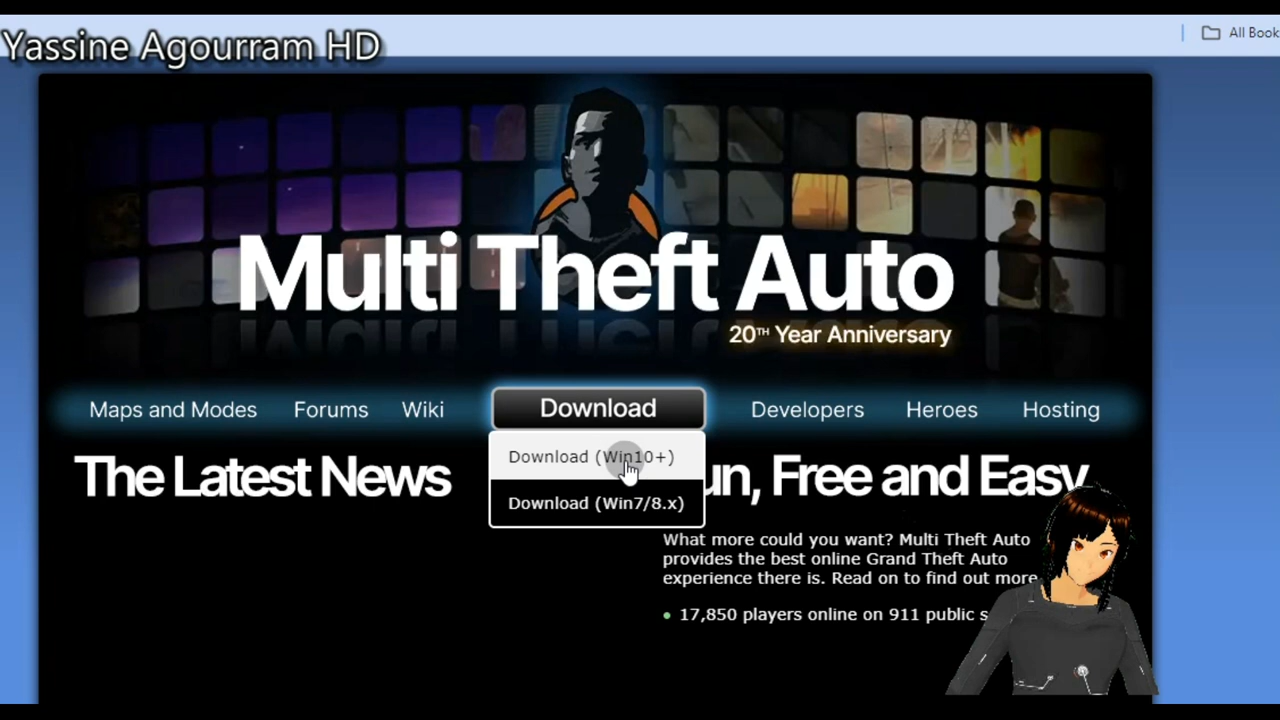 Yassine Agourram HD
All Book
Multi Theft Auto
20TH Year Anniversary
Maps and Modes
Forums
Wiki
Download
Developers
Heroes
Hosting
Download (Win10+)
Download (Win7/8.x)
The Latest News
un, Free and Easy
What more could you want? Multi Theft Auto
provides the best online Grand Theft Auto
experience there is. Read on to find out more
• 17,850 players online on 911 public s